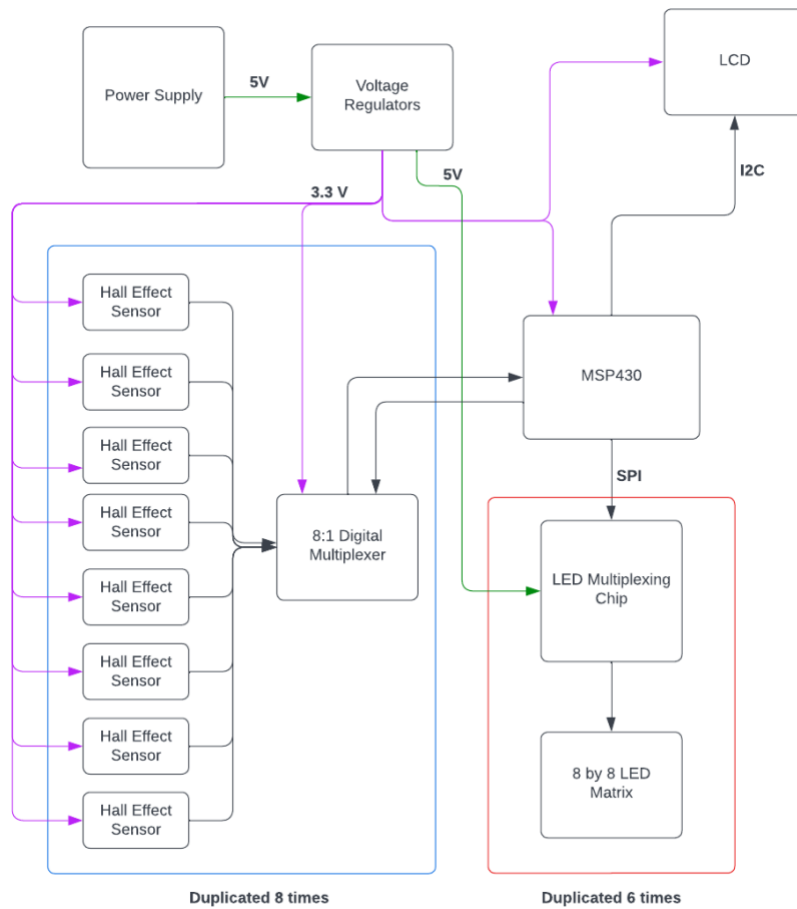 LCD
Power Supply
5V
Voltage
Regulators
3.3 V
5V
I2C
Hall Effect
Sensor
Hall Effect
Sensor
Hall Effect
Sensor
Hall Effect
Sensor
Hall Effect
Sensor
Hall Effect
Sensor
Hall Effect
Sensor
Hall Effect
Sensor
8:1 Digital
Multiplexer
MSP430
SPI
LED Multiplexing
Chip
8 by 8 LED
Matrix
Duplicated 8 times
Duplicated 6 times